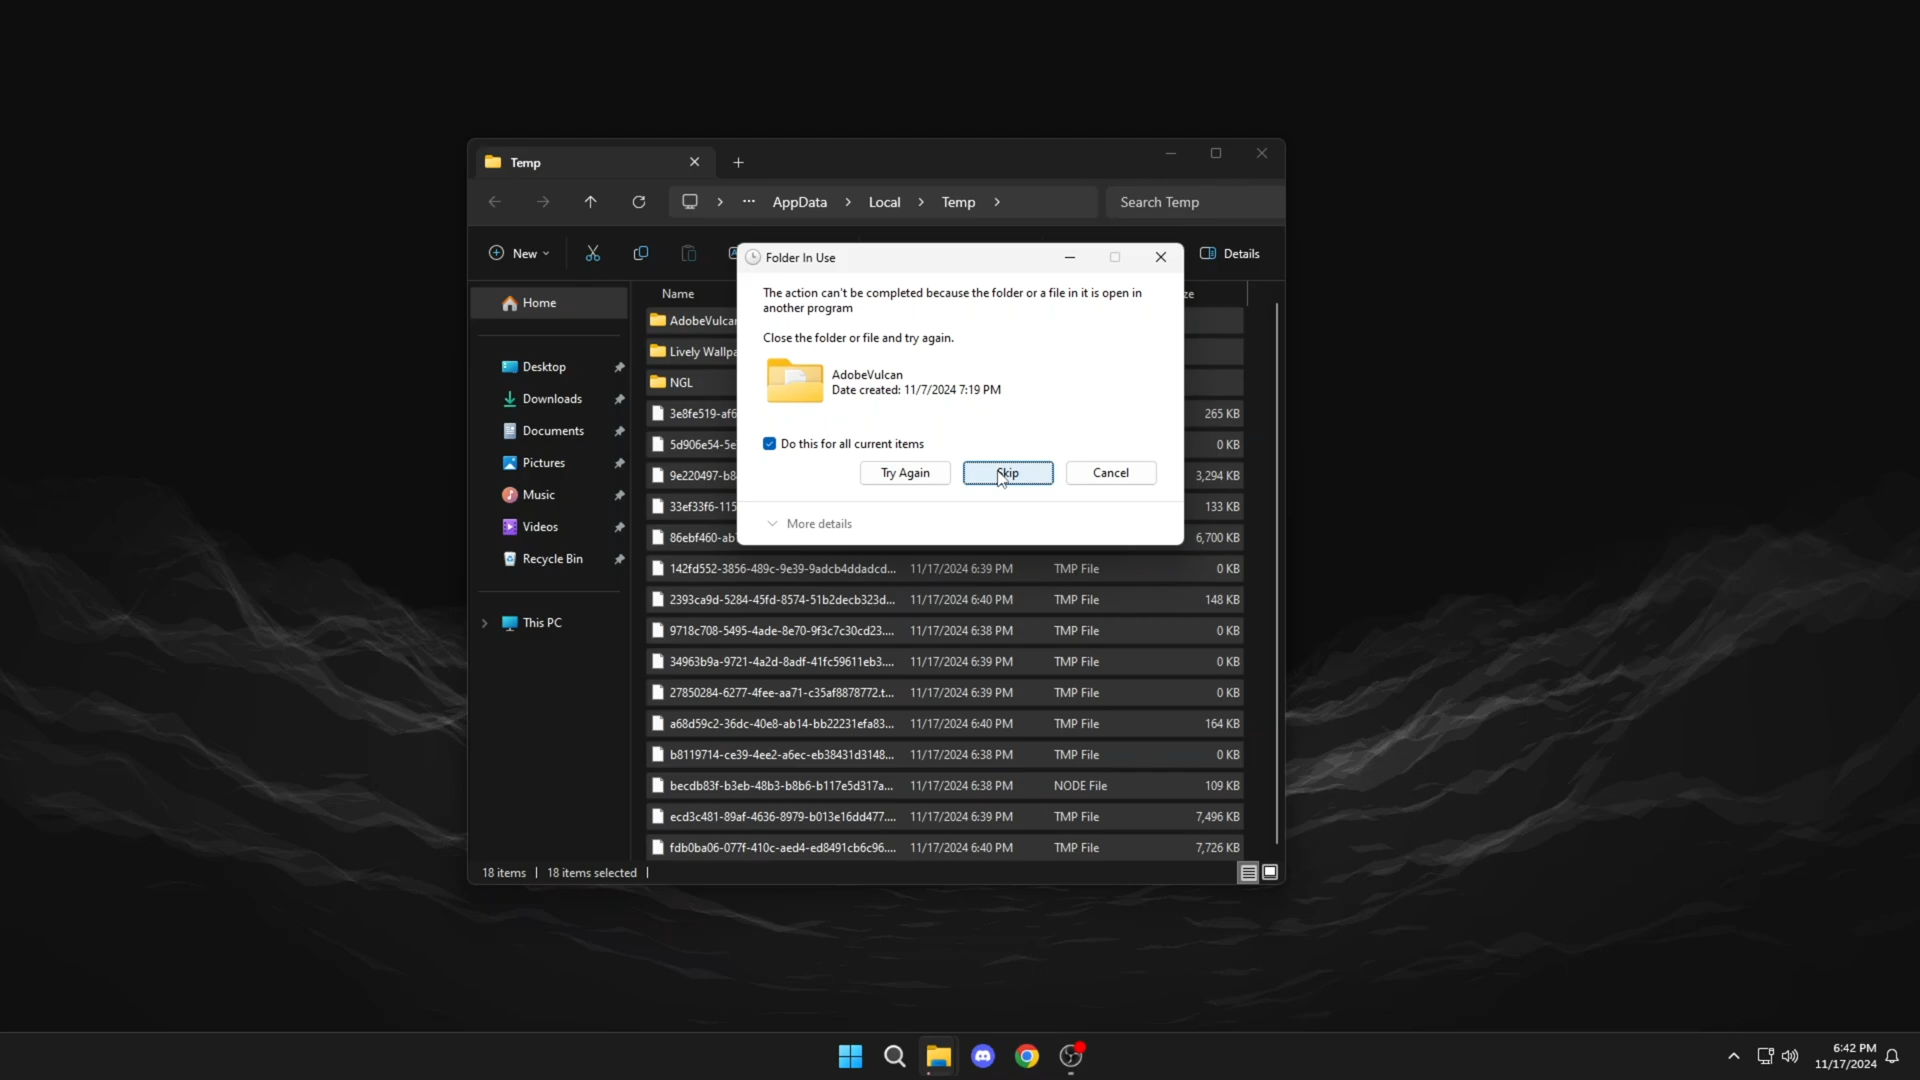 Temp
··· AppData > Local > Temp >
Search Temp
New
Details
Home
Desktop
Downloads
Documents
Pictures
Music
Videos
Recycle Bin
This PC
Name
ze
AdobeVulcan
Lively Wallpa
NGL
3e8fe519-af6
265 KB
5d906e54-5e
0 KB
9e220497-b8
3,294 KB
33ef33f6-115
133 KB
86ebf460-ab
6,700 KB
142fd552-3856-489c-9e39-9adcb4ddadcd... 11/17/2024 6:39 PM TMP File 0 KB
2393ca9d-5284-45fd-8574-51b2decb323d... 11/17/2024 6:40 PM TMP File 148 KB
9718c708-5495-4ade-8e70-9f3c7c30cd23.... 11/17/2024 6:38 PM TMP File 0 KB
34963b9a-9721-4a2d-8adf-41fc59611eb3.... 11/17/2024 6:39 PM TMP File 0 KB
27850284-6277-4fee-aa71-c35af8878772.t... 11/17/2024 6:39 PM TMP File 0 KB
a68d59c2-36dc-40e8-ab14-bb22231efa83... 11/17/2024 6:40 PM TMP File 164 KB
b8119714-ce39-4ee2-a6ec-eb38431d3148... 11/17/2024 6:38 PM TMP File 0 KB
becdb83f-b3eb-48b3-b8b6-b117e5d317a... 11/17/2024 6:38 PM NODE File 109 KB
ecd3c481-89af-4636-8979-b013e16dd477.... 11/17/2024 6:39 PM TMP File 7,496 KB
fdb0ba06-077f-410c-aed4-ed8491cb6c96.... 11/17/2024 6:40 PM TMP File 7,726 KB
18 items | 18 items selected |
Folder In Use
The action can't be completed because the folder or a file in it is open in
another program
Close the folder or file and try again.
AdobeVulcan
Date created: 11/7/2024 7:19 PM
Do this for all current items
Try Again
Skip
Cancel
More details
6:42 PM
11/17/2024